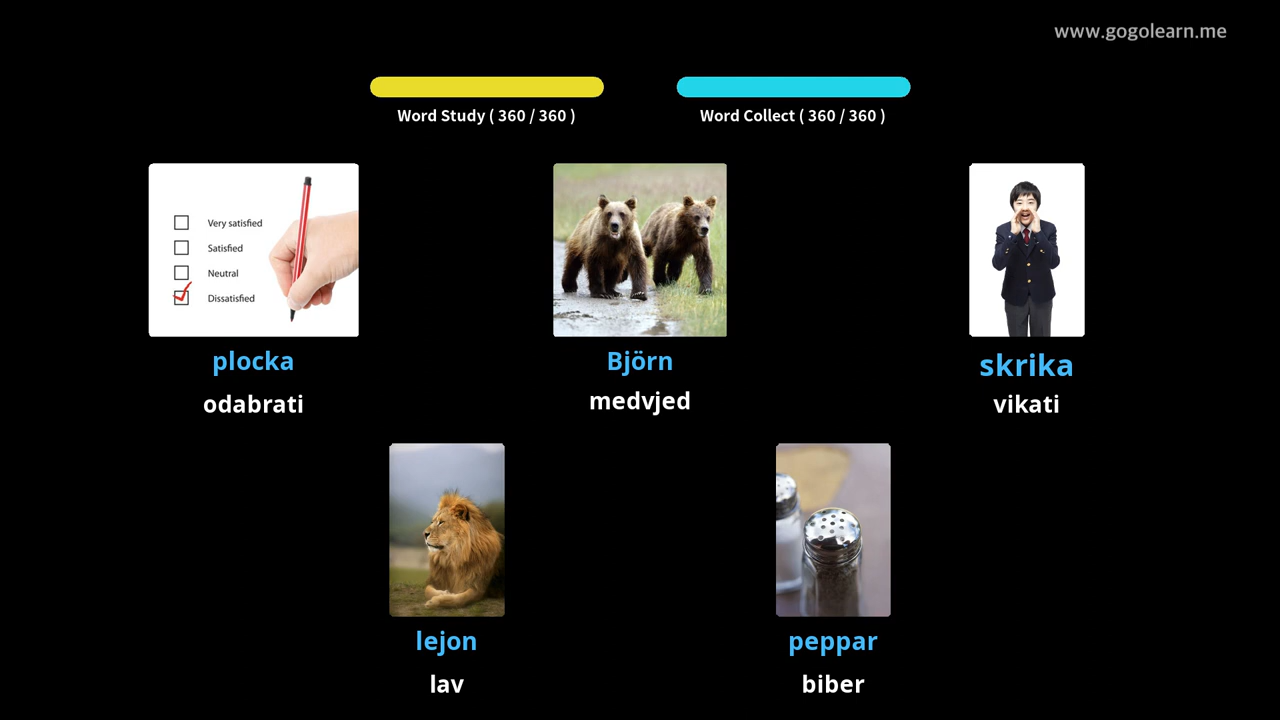 www.gogolearn.me
Word Study ( 360 / 360 )
Word Collect ( 360 / 360 )
Very satisfied
Satisfied
Neutral
Dissatisfied
plocka
Björn
skrika
odabrati
medvjed
vikati
lejon
peppar
lav
biber